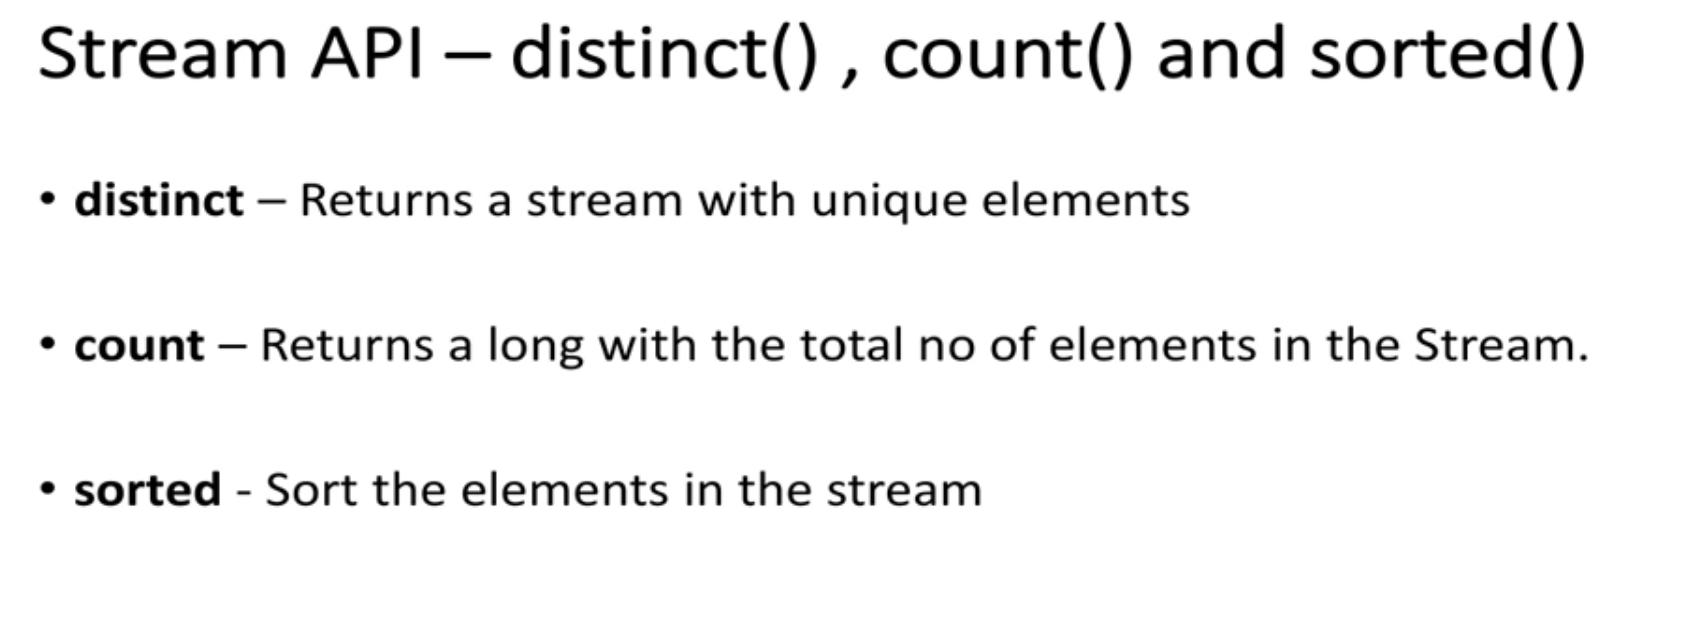 Stream API – distinct() , count() and sorted()
• distinct – Returns a stream with unique elements
• count – Returns a long with the total no of elements in the Stream.
• sorted - Sort the elements in the stream